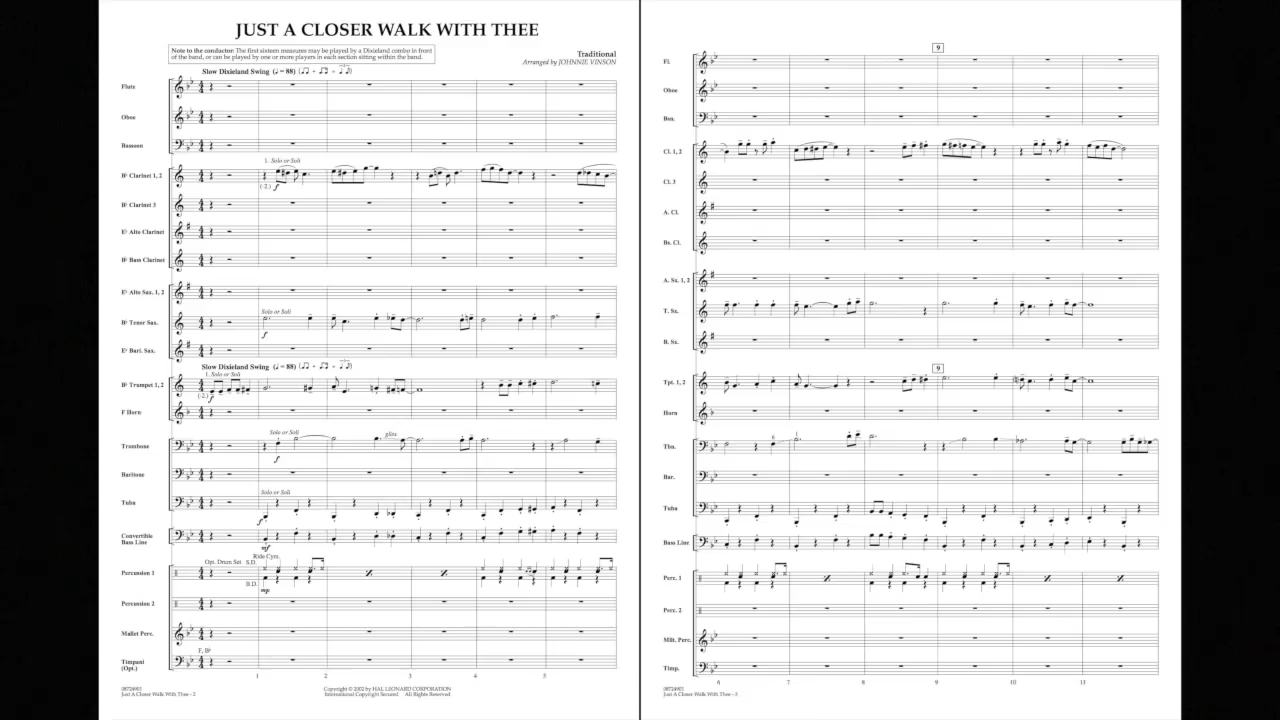 JUST A CLOSER WALK WITH THEE
Note to the conductor: The first sixteen measures may be played by a Dixieland combo in front
of the band, or can be played by one or more players in each section sitting within the band.
Traditional
Arranged by JOHNNIE VINSON
Slow Dixieland Swing (♩ = 88)
Flute
Oboe
Bassoon
1. Solo or Soli
B♭ Clarinet 1, 2
(-2.) f
B♭ Clarinet 3
E♭ Alto Clarinet
B♭ Bass Clarinet
E♭ Alto Sax. 1, 2
Solo or Soli
B♭ Tenor Sax.
f
E♭ Bari. Sax.
Slow Dixieland Swing (♩ = 88)
1. Solo or Soli
B♭ Trumpet 1, 2
(-2.) f
F Horn
Solo or Soli
gliss.
Trombone
f
Baritone
Solo or Soli
Tuba
f
Convertible
Bass Line
mf
Ride Cym.
Opt. Drum Set S.D.
Percussion 1
B.D.
mp
Percussion 2
Mallet Perc.
F, B♭
Timpani
(Opt.)
1 2 3 4 5
08724903
Just A Closer Walk With Thee - 2
Copyright © 2002 by HAL LEONARD CORPORATION
International Copyright Secured All Rights Reserved
9
Fl.
Oboe
Bsn.
Cl. 1, 2
Cl. 3
A. Cl.
Bs. Cl.
A. Sx. 1, 2
T. Sx.
B. Sx.
9
Tpt. 1, 2
Horn
Tbn.
Bar.
Tuba
Bass Line
Perc. 1
Perc. 2
Mlt. Perc.
Timp.
6 7 8 9 10 11
08724903
Just A Closer Walk With Thee - 3